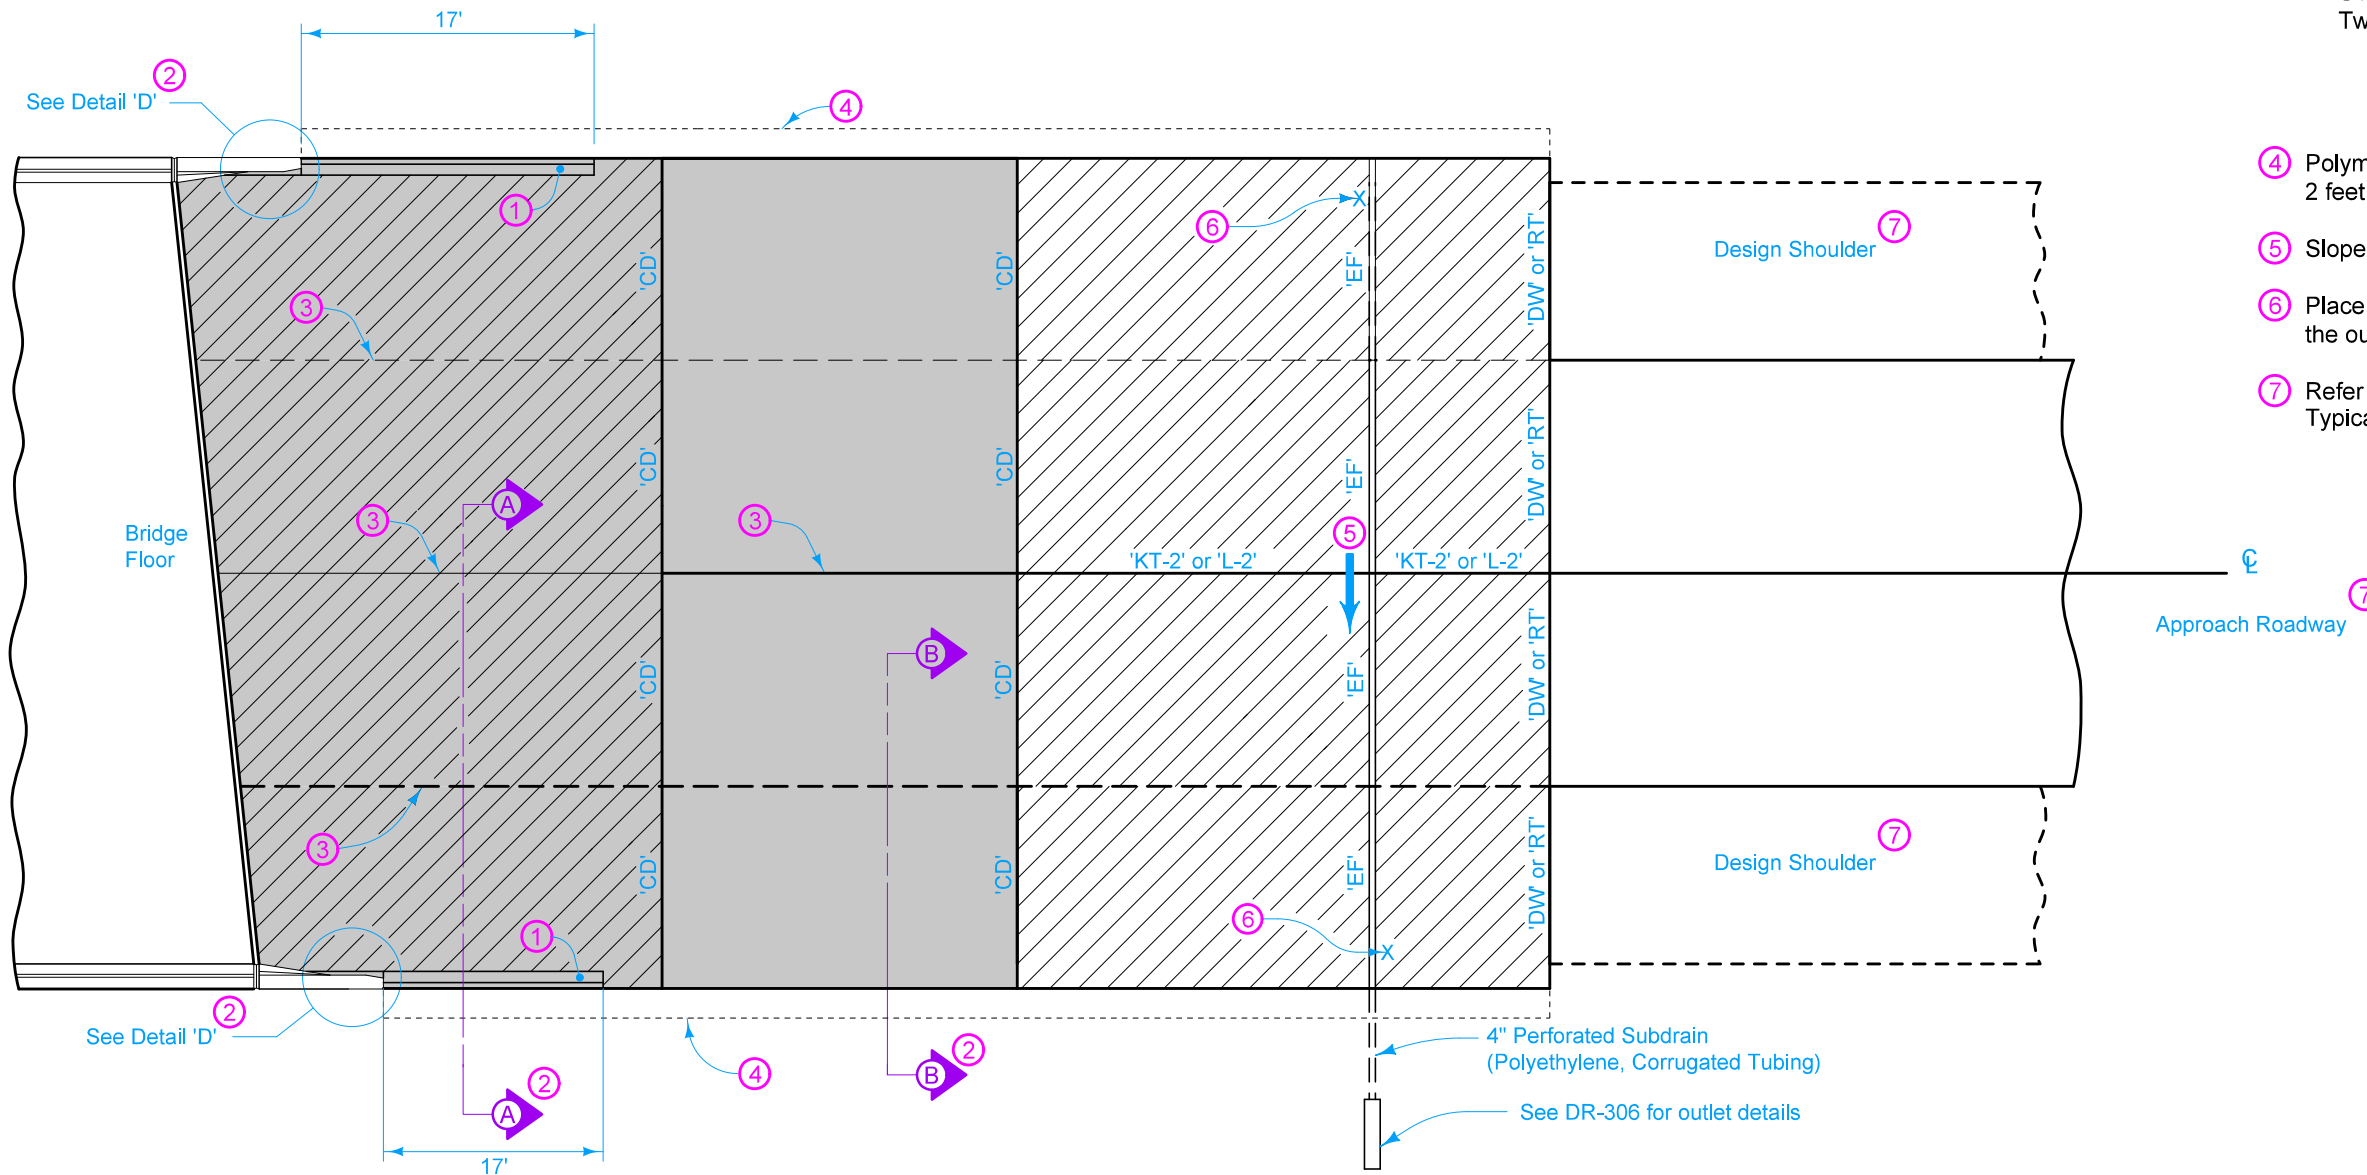 Tw
17'
2
See Detail 'D'
4
1
6
'CD'
'CD'
'EF'
'DW' or 'RT'
Design Shoulder 7
3
'CD'
'CD'
'EF'
'DW' or 'RT'
A
3
3
5
Bridge
Floor
'KT-2' or 'L-2'
'KT-2' or 'L-2'
℄
7
Approach Roadway
B
'CD'
'CD'
'EF'
'DW' or 'RT'
3
'CD'
'CD'
'EF'
'DW' or 'RT'
Design Shoulder 7
1
6
2
See Detail 'D'
4
B 2
A 2
17'
4" Perforated Subdrain
(Polyethylene, Corrugated Tubing)
See DR-306 for outlet details
4 Polym
2 feet
5 Slope
6 Place
the ou
7 Refer
Typica